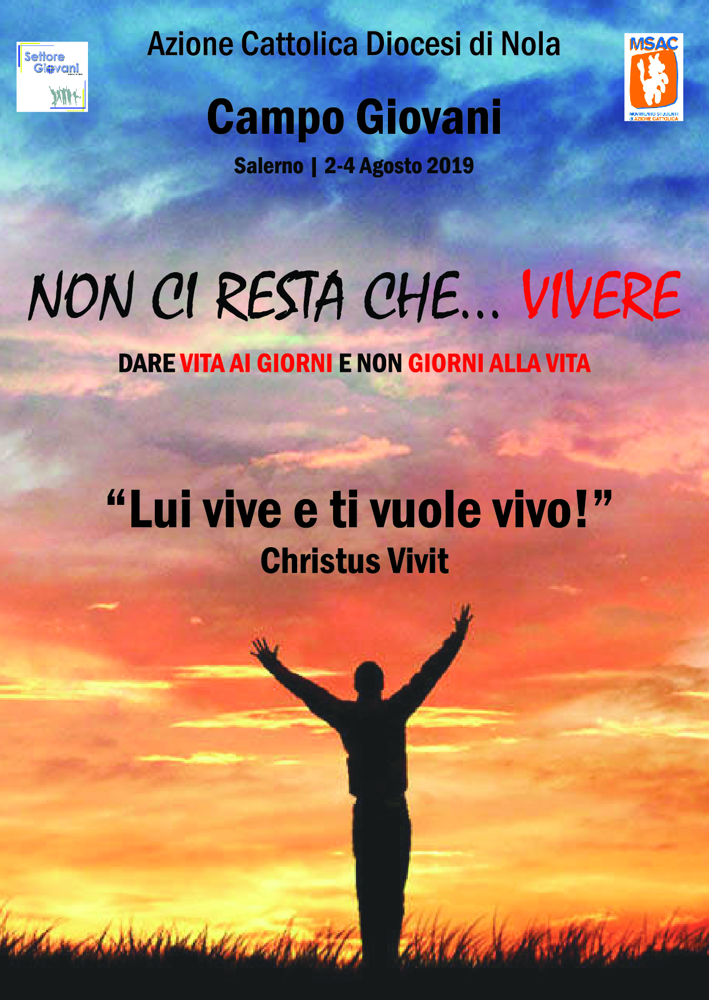 Azione Cattolica Diocesi di Nola
Settore
Giovani
MSAC
MOVIMENTO STUDENTI
di AZIONE CATTOLICA
Campo Giovani
Salerno | 2-4 Agosto 2019
NON CI RESTA CHE... VIVERE
DARE VITA AI GIORNI E NON GIORNI ALLA VITA
“Lui vive e ti vuole vivo!”
Christus Vivit